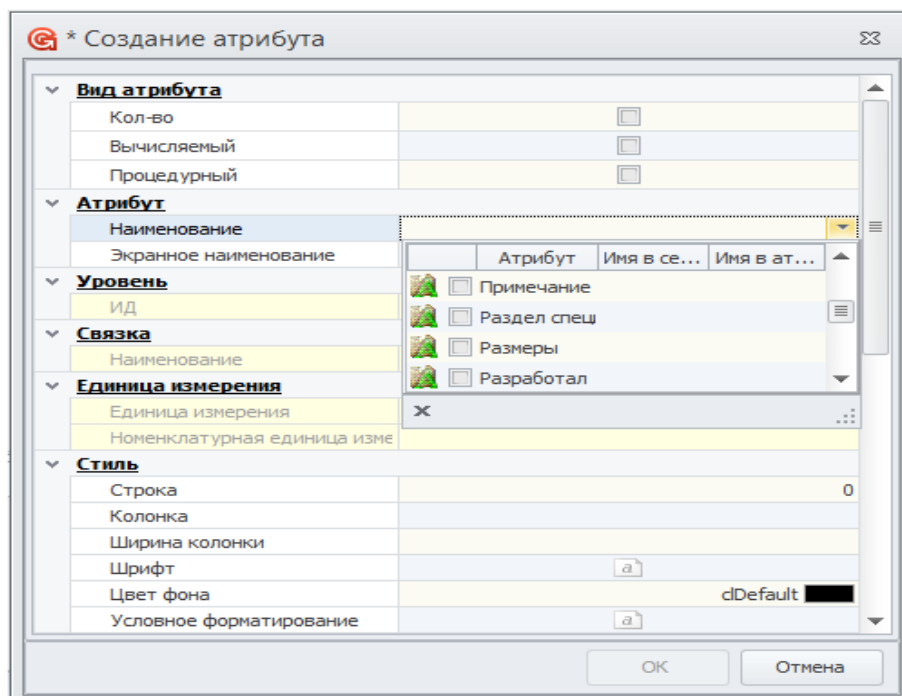 * Создание атрибута
Вид атрибута
Кол-во
Вычисляемый
Процедурный
Атрибут
Наименование
Экранное наименование
Атрибут Имя в се... Имя в ат...
Примечание
Раздел специ
Размеры
Разработал
Уровень
ИД
Связка
Наименование
Единица измерения
Единица измерения
Номенклатурная единица изме
Стиль
Строка 0
Колонка
Ширина колонки
Шрифт a
Цвет фона clDefault
Условное форматирование a
OK Отмена